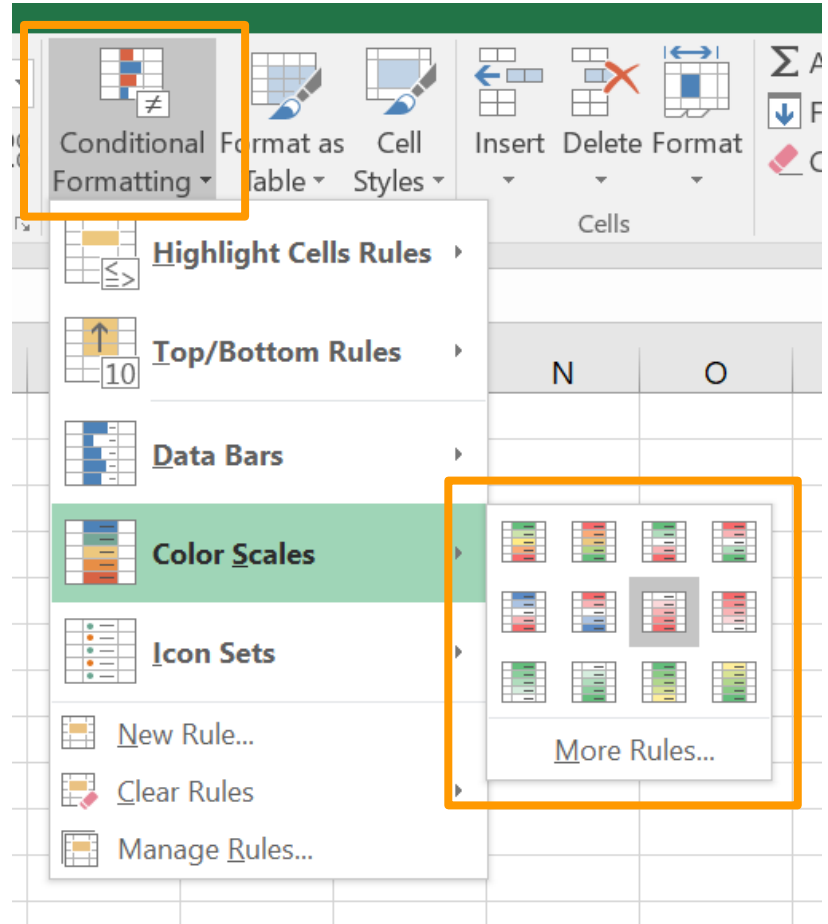 Conditional Formatting
Format as Table
Cell Styles
Insert
Delete
Format
Cells
Highlight Cells Rules
Top/Bottom Rules
10
N
O
Data Bars
Color Scales
Icon Sets
New Rule...
More Rules...
Clear Rules
Manage Rules...